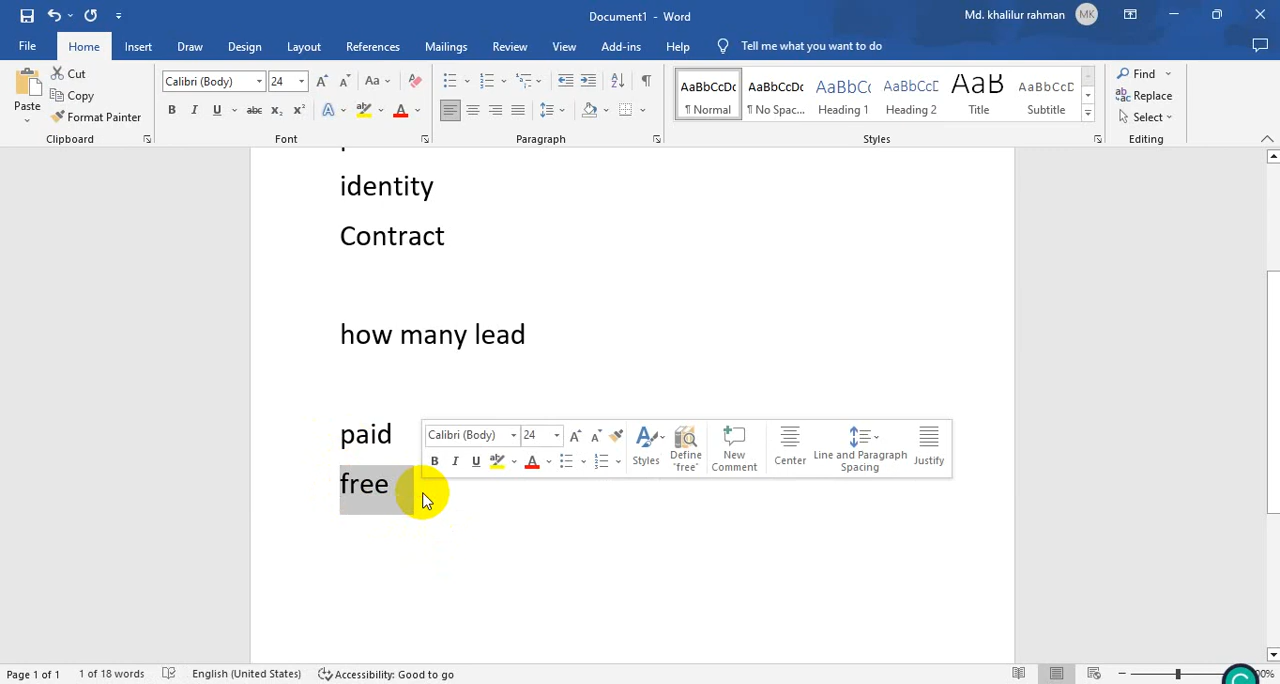 Document1 - Word
Md. khalilur rahman
MK
File Home Insert Draw Design Layout References Mailings Review View Add-ins Help Tell me what you want to do
Paste
Cut
Copy
Format Painter
Clipboard
Calibri (Body) 24
Font
Paragraph
AaBbCcDc
¶ Normal
AaBbCcDc
¶ No Spac...
AaBbCc
Heading 1
AaBbCcD
Heading 2
AaB
Title
AaBbCcD
Subtitle
Styles
Find
Replace
Select
Editing
identity
Contract
how many lead
paid
free
Calibri (Body) 24
Styles
Define "free"
New Comment
Center
Line and Paragraph Spacing
Justify
Page 1 of 1 1 of 18 words English (United States) Accessibility: Good to go